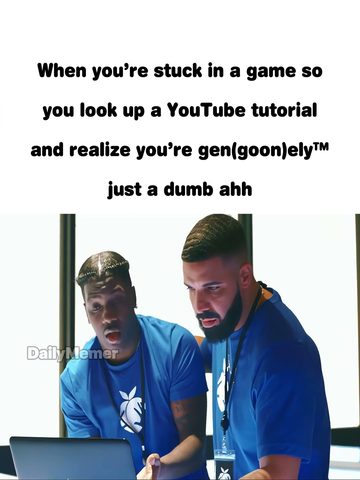 When you’re stuck in a game so
you look up a YouTube tutorial
and realize you’re gen(goon)ely™
just a dumb ahh
DailyMemer